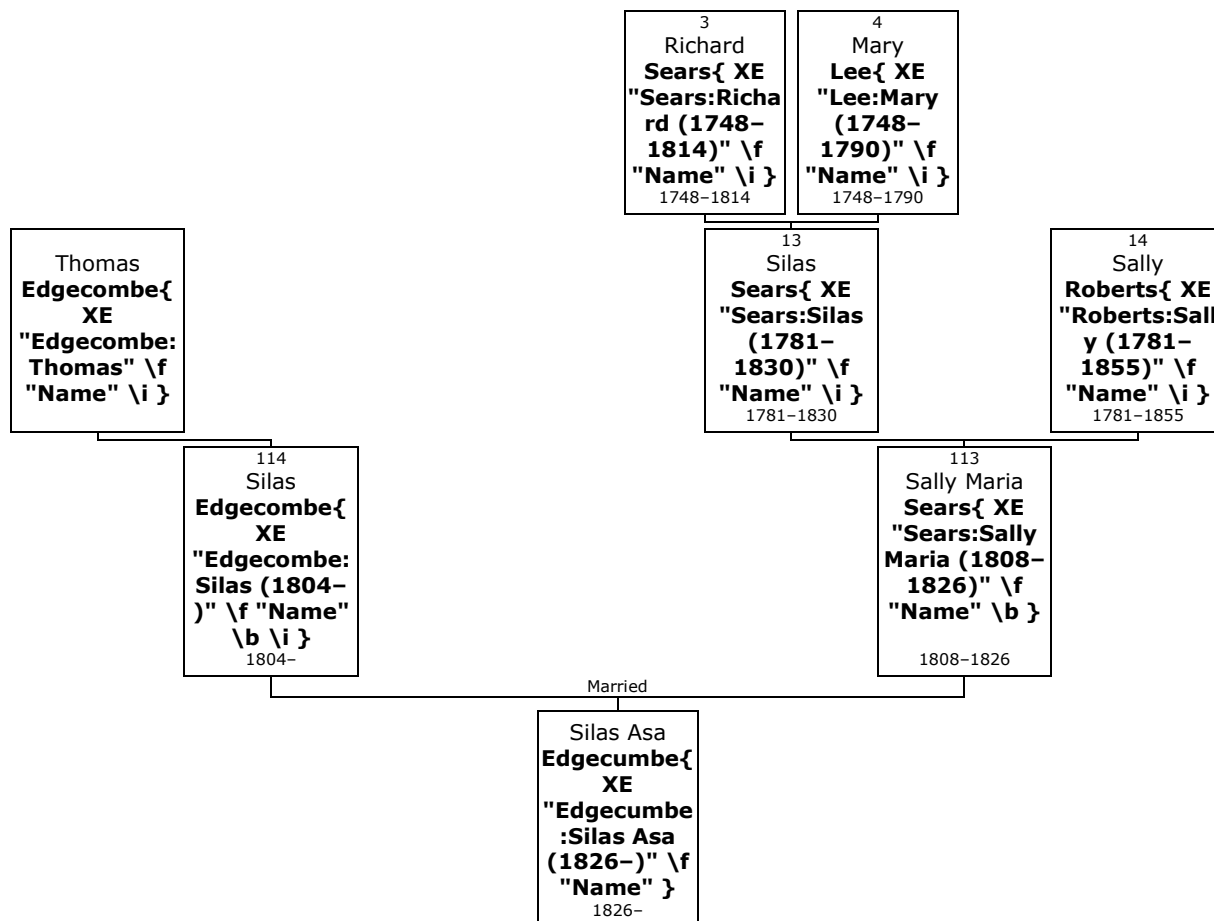 3
Richard
Sears{ XE
"Sears:Richa
rd (1748–
1814)" \f
"Name" \i }
1748–1814
4
Mary
Lee{ XE
"Lee:Mary
(1748–
1790)" \f
"Name" \i }
1748–1790
Thomas
Edgecombe{
XE
"Edgecombe:
Thomas" \f
"Name" \i }
13
Silas
Sears{ XE
"Sears:Silas
(1781–
1830)" \f
"Name" \i }
1781–1830
14
Sally
Roberts{ XE
"Roberts:Sall
y (1781–
1855)" \f
"Name" \i }
1781–1855
114
Silas
Edgecombe{
XE
"Edgecombe:
Silas (1804–
)" \f "Name"
\b \i }
1804–
113
Sally Maria
Sears{ XE
"Sears:Sally
Maria (1808–
1826)" \f
"Name" \b }
1808–1826
Married
Silas Asa
Edgecumbe{
XE
"Edgecumbe
:Silas Asa
(1826–)" \f
"Name" }
1826–